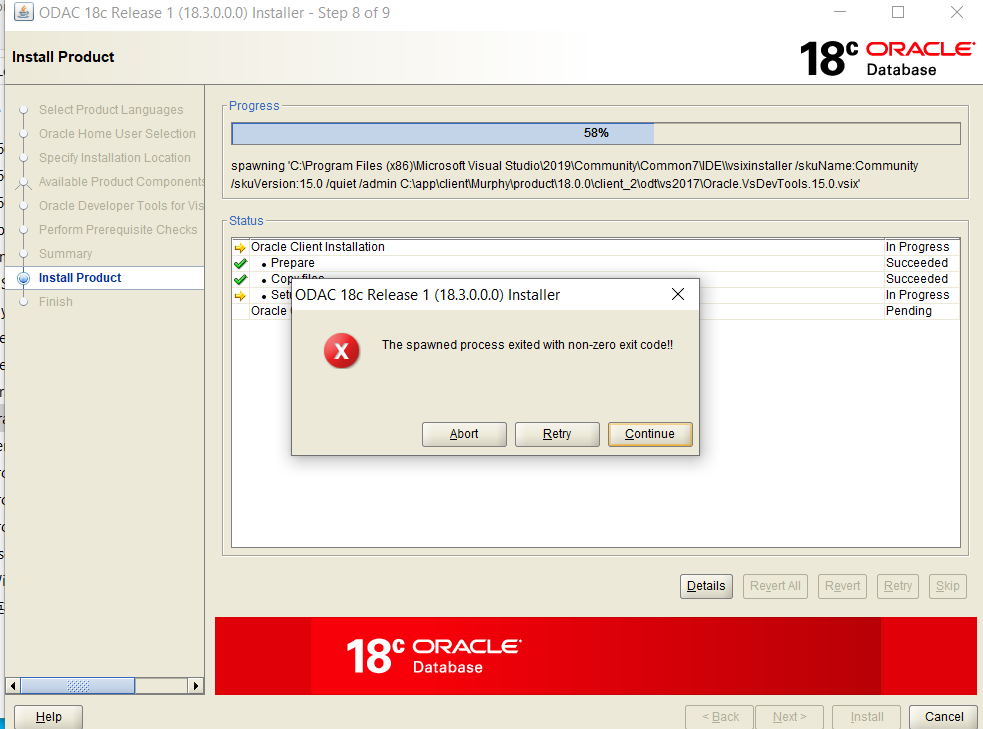 ODAC 18c Release 1 (18.3.0.0.0) Installer - Step 8 of 9
Install Product
18c ORACLE
Database
Select Product Languages
Oracle Home User Selection
Specify Installation Location
Available Product Components
Oracle Developer Tools for Vis
Perform Prerequisite Checks
Summary
Install Product
Finish
Progress
58%
spawning 'C:\Program Files (x86)\Microsoft Visual Studio\2019\Community\Common7\IDE\\vsixinstaller /skuName:Community
/skuVersion:15.0 /quiet /admin C:\app\client\Murphy\product\18.0.0\client_2\odt\vs2017\Oracle.VsDevTools.15.0.vsix'
Status
Oracle Client Installation In Progress
• Prepare Succeeded
• Copy files Succeeded
• Setu In Progress
Oracle Pending
ODAC 18c Release 1 (18.3.0.0.0) Installer
The spawned process exited with non-zero exit code!!
Abort Retry Continue
Details Revert All Revert Retry Skip
18c ORACLE
Database
Help < Back Next > Install Cancel